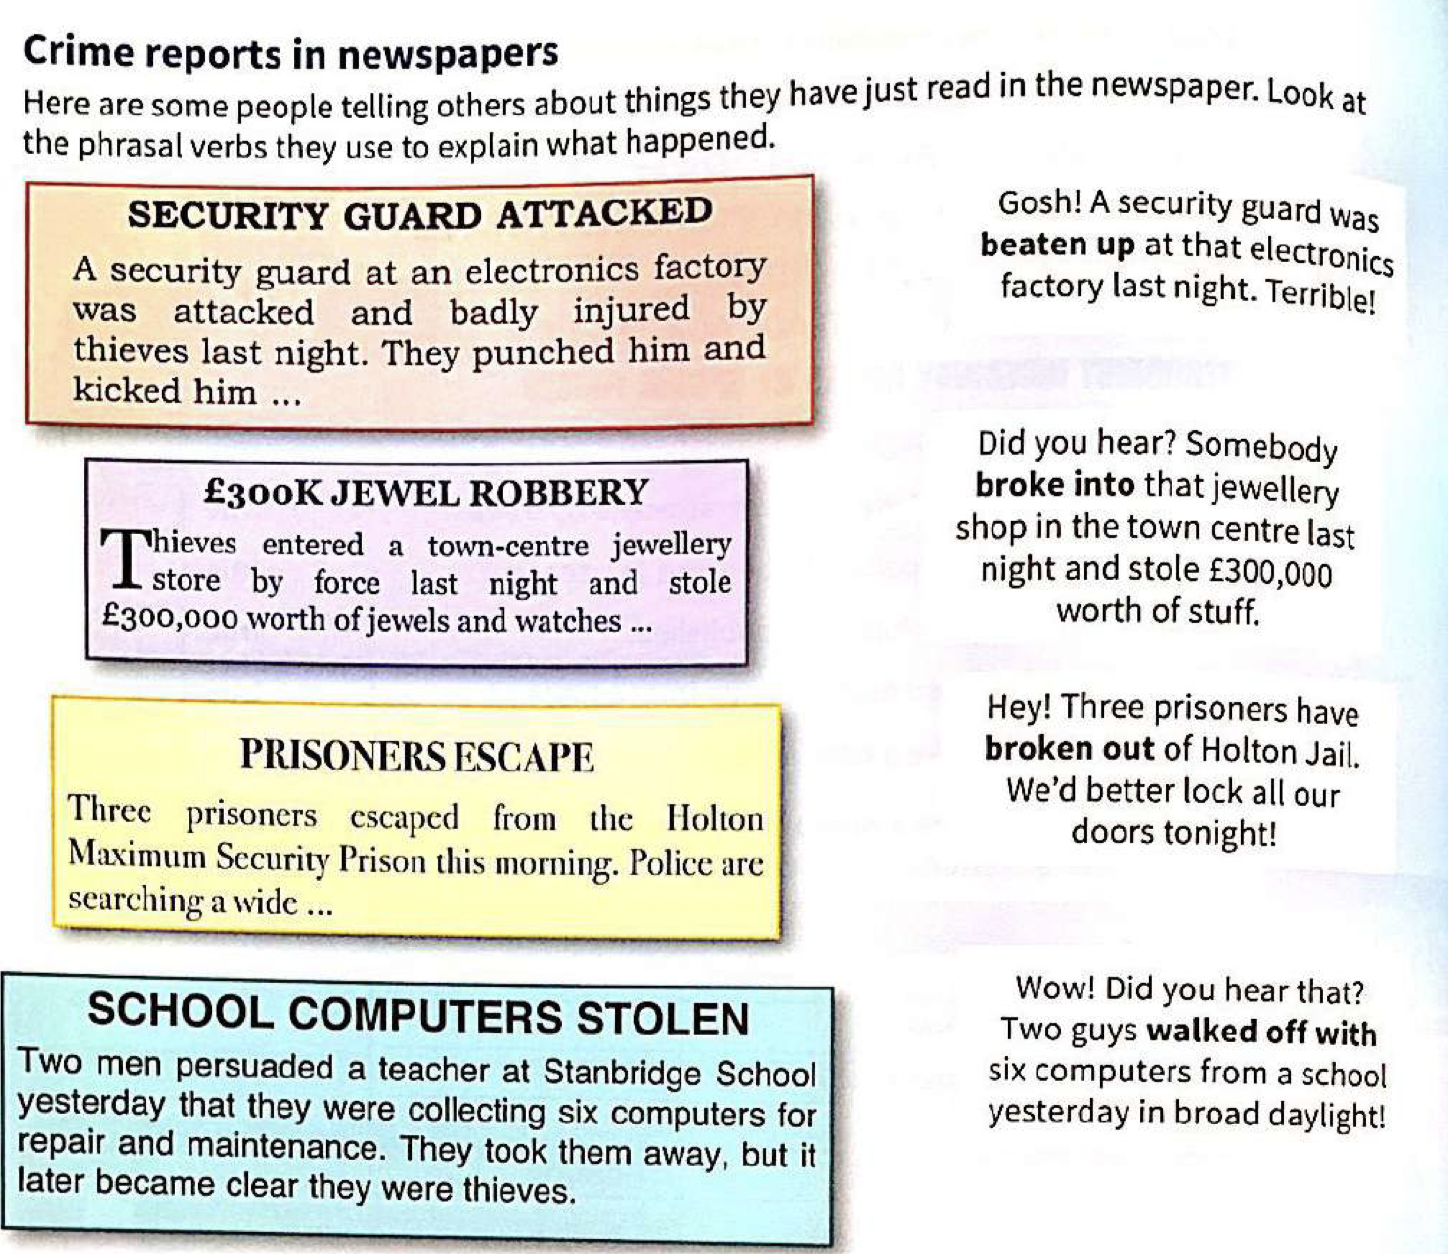 Crime reports in newspapers
Here are some people telling others about things they have just read in the newspaper. Look at
the phrasal verbs they use to explain what happened.
SECURITY GUARD ATTACKED
A security guard at an electronics factory
was attacked and badly injured by
thieves last night. They punched him and
kicked him ...
Gosh! A security guard was
beaten up at that electronics
factory last night. Terrible!
£300K JEWEL ROBBERY
Thieves entered a town-centre jewellery
store by force last night and stole
£300,000 worth of jewels and watches ...
Did you hear? Somebody
broke into that jewellery
shop in the town centre last
night and stole £300,000
worth of stuff.
PRISONERS ESCAPE
Three prisoners escaped from the Holton
Maximum Security Prison this morning. Police are
searching a wide ...
Hey! Three prisoners have
broken out of Holton Jail.
We'd better lock all our
doors tonight!
SCHOOL COMPUTERS STOLEN
Two men persuaded a teacher at Stanbridge School
yesterday that they were collecting six computers for
repair and maintenance. They took them away, but it
later became clear they were thieves.
Wow! Did you hear that?
Two guys walked off with
six computers from a school
yesterday in broad daylight!